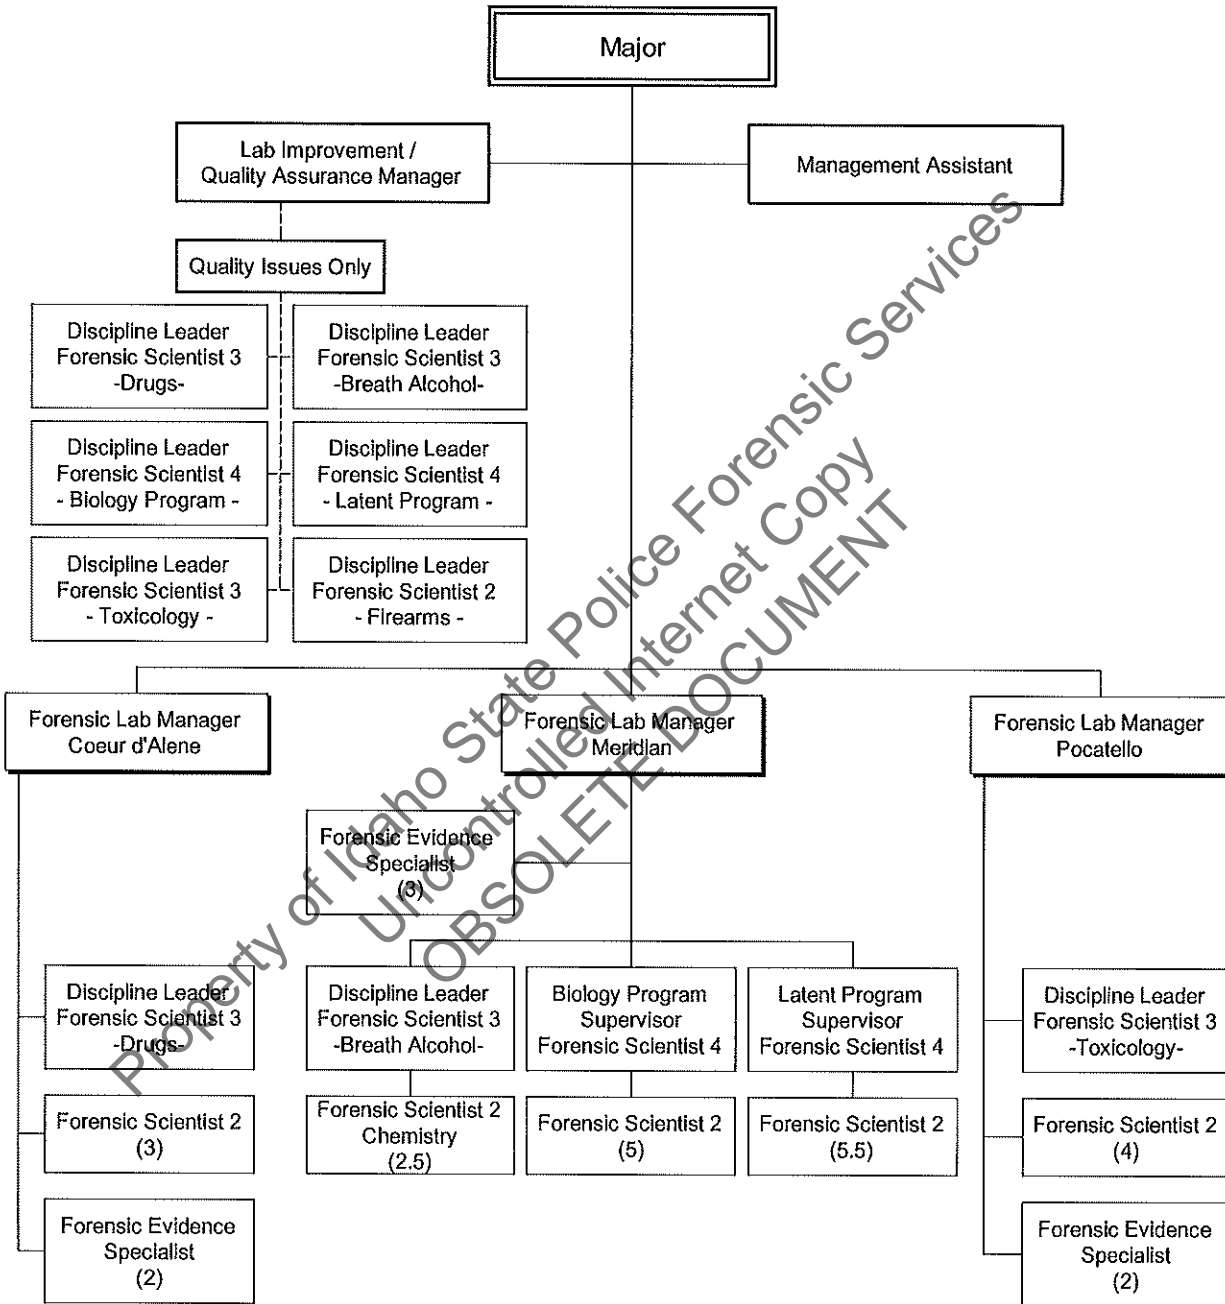 Major
Lab Improvement /
Quality Assurance Manager
Management Assistant
Quality Issues Only
Discipline Leader
Forensic Scientist 3
-Drugs-
Discipline Leader
Forensic Scientist 3
-Breath Alcohol-
Discipline Leader
Forensic Scientist 4
- Biology Program -
Discipline Leader
Forensic Scientist 4
- Latent Program -
Discipline Leader
Forensic Scientist 3
- Toxicology -
Discipline Leader
Forensic Scientist 2
- Firearms -
Forensic Lab Manager
Coeur d'Alene
Forensic Lab Manager
Meridian
Forensic Lab Manager
Pocatello
Forensic Evidence
Specialist
(3)
Discipline Leader
Forensic Scientist 3
-Drugs-
Discipline Leader
Forensic Scientist 3
-Breath Alcohol-
Biology Program
Supervisor
Forensic Scientist 4
Latent Program
Supervisor
Forensic Scientist 4
Discipline Leader
Forensic Scientist 3
-Toxicology-
Forensic Scientist 2
(3)
Forensic Scientist 2
Chemistry
(2.5)
Forensic Scientist 2
(5)
Forensic Scientist 2
(5.5)
Forensic Scientist 2
(4)
Forensic Evidence
Specialist
(2)
Forensic Evidence
Specialist
(2)
Property of Idaho State Police Forensic Services
Uncontrolled Internet Copy
OBSOLETE DOCUMENT